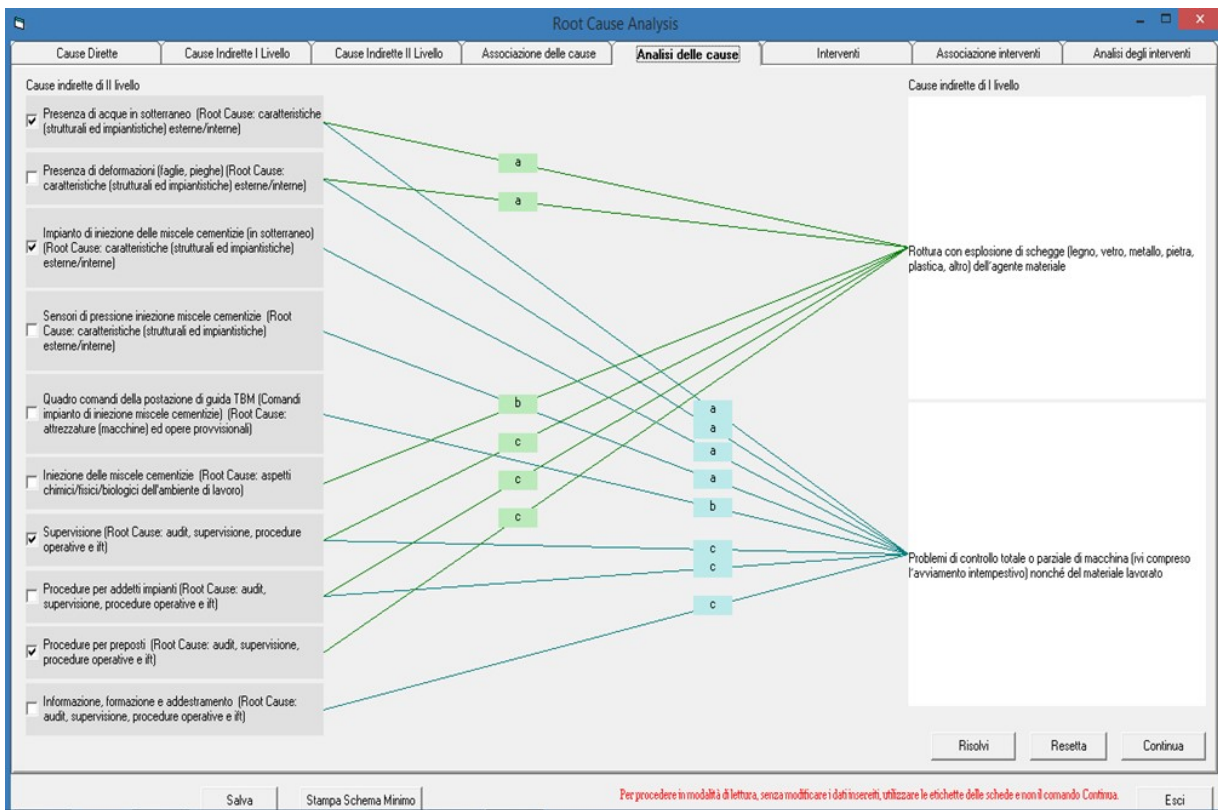 Root Cause Analysis
Cause Dirette
Cause Indirette I Livello
Cause Indirette II Livello
Associazione delle cause
Analisi delle cause
Interventi
Associazione interventi
Analisi degli interventi
Cause indirette di II livello
Cause indirette di I livello
Presenza di acque in sotterraneo (Root Cause: caratteristiche
(strutturali ed impiantistiche) esterne/interne)
Presenza di deformazioni (faglie, pieghe) (Root Cause:
caratteristiche (strutturali ed impiantistiche) esterne/interne)
Impianto di iniezione delle miscele cementizie (in sotterraneo)
(Root Cause: caratteristiche (strutturali ed impiantistiche)
esterne/interne)
Sensori di pressione iniezione miscele cementizie (Root
Cause: caratteristiche (strutturali ed impiantistiche)
esterne/interne)
Quadro comandi della postazione di guida TBM (Comandi
impianto di iniezione miscele cementizie) (Root Cause:
attrezzature (macchine) ed opere provvisionali)
Iniezione delle miscele cementizie (Root Cause: aspetti
chimici/fisici/biologici dell'ambiente di lavoro)
Supervisione (Root Cause: audit, supervisione, procedure
operative e ift)
Procedure per addetti impianti (Root Cause: audit,
supervisione, procedure operative e ift)
Procedure per preposti (Root Cause: audit, supervisione,
procedure operative e ift)
Informazione, formazione e addestramento (Root Cause:
audit, supervisione, procedure operative e ift)
a
a
b
c
c
c
a
a
a
a
b
c
c
c
Rottura con esplosione di schegge (legno, vetro, metallo, pietra,
plastica, altro) dell'agente materiale
Problemi di controllo totale o parziale di macchina (ivi compreso
l'avviamento intempestivo) nonché del materiale lavorato
Risolvi
Resetta
Continua
Salva
Stampa Schema Minimo
Per procedere in modalità di lettura, senza modificare i dati insereiti, utilizzare le etichette delle schede e non il comando Continua.
Esci